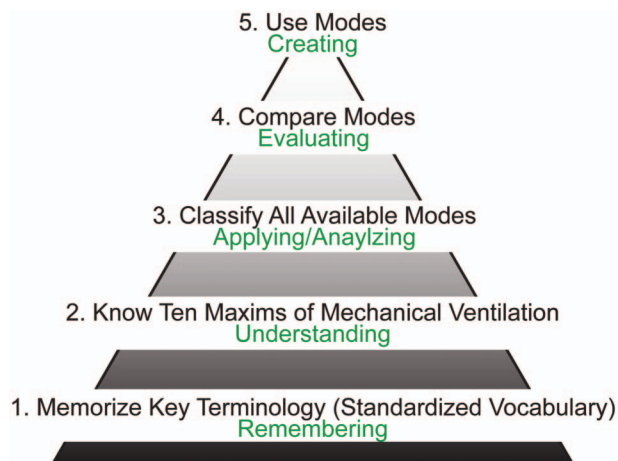 5. Use Modes
Creating
4. Compare Modes
Evaluating
3. Classify All Available Modes
Applying/Anaylzing
2. Know Ten Maxims of Mechanical Ventilation
Understanding
1. Memorize Key Terminology (Standardized Vocabulary)
Remembering